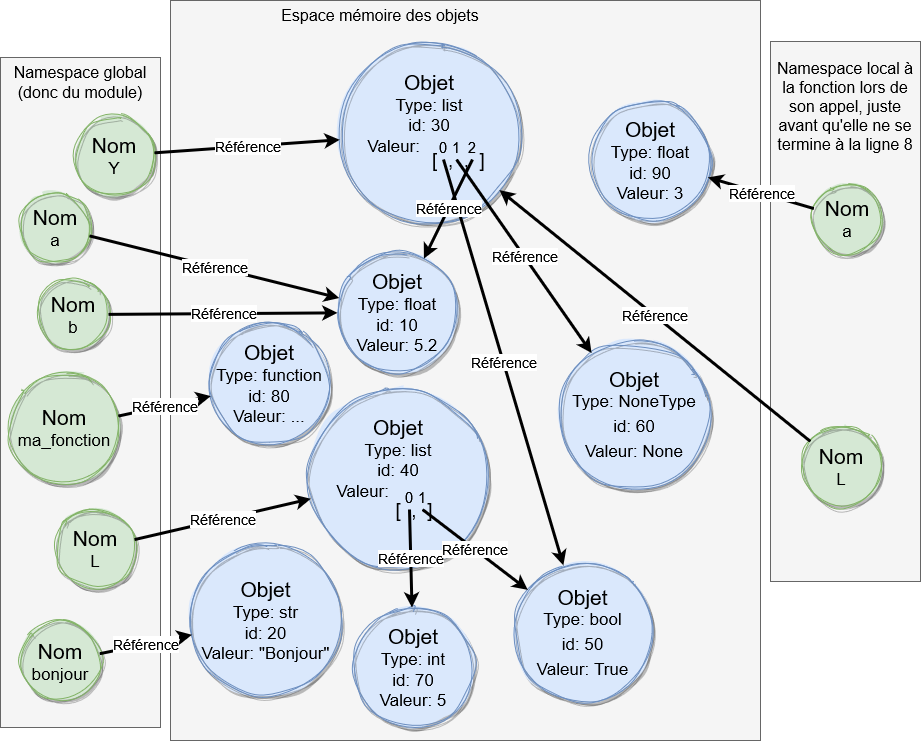 Espace mémoire des objets
Namespace global
(donc du module)
Nom
Y
Nom
a
Nom
b
Nom
ma_fonction
Nom
L
Nom
bonjour
Référence
Référence
Référence
Référence
Référence
Référence
Objet
Type: list
id: 30
Valeur:
0 1 2
[ , , ]
Référence
Référence
Référence
Objet
Type: float
id: 10
Valeur: 5.2
Objet
Type: function
id: 80
Valeur: ...
Objet
Type: list
id: 40
Valeur:
0 1
[ , ]
Référence
Référence
Objet
Type: str
id: 20
Valeur: "Bonjour"
Objet
Type: int
id: 70
Valeur: 5
Objet
Type: bool
id: 50
Valeur: True
Objet
Type: NoneType
id: 60
Valeur: None
Objet
Type: float
id: 90
Valeur: 3
Référence
Référence
Namespace local à
la fonction lors de
son appel, juste
avant qu'elle ne se
termine à la ligne 8
Nom
a
Nom
L